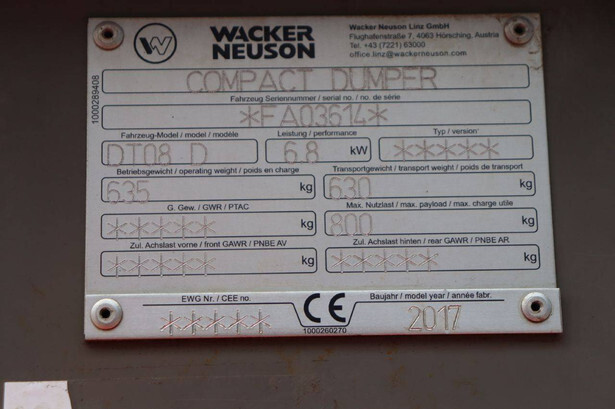 WACKER
NEUSON
Wacker Neuson Linz GmbH
Flughafenstraße 7, 4063 Hörsching, Austria
Tel. +43 (7221) 63000
office.linz@wackerneuson.com
1000289408
COMPACT DUMPER
Fahrzeug Seriennummer / serial no. / no. de série
*FA03614*
Fahrzeug-Model / model / modèle
DT08 D
Leistung / performance
6.8 kW
Typ / version
*****
Betriebsgewicht / operating weight / poids en charge
635 kg
Transportgewicht / transport weight / poids de transport
630 kg
G. Gew. / GWR / PTAC
***** kg
Max. Nutzlast / max. payload / max. charge utile
800 kg
Zul. Achslast vorne / front GAWR / PNBE AV
***** kg
Zul. Achslast hinten / rear GAWR / PNBE AR
***** kg
EWG Nr. / CEE no.
*****
CE
1000260270
Baujahr / model year / année fabr.
2017